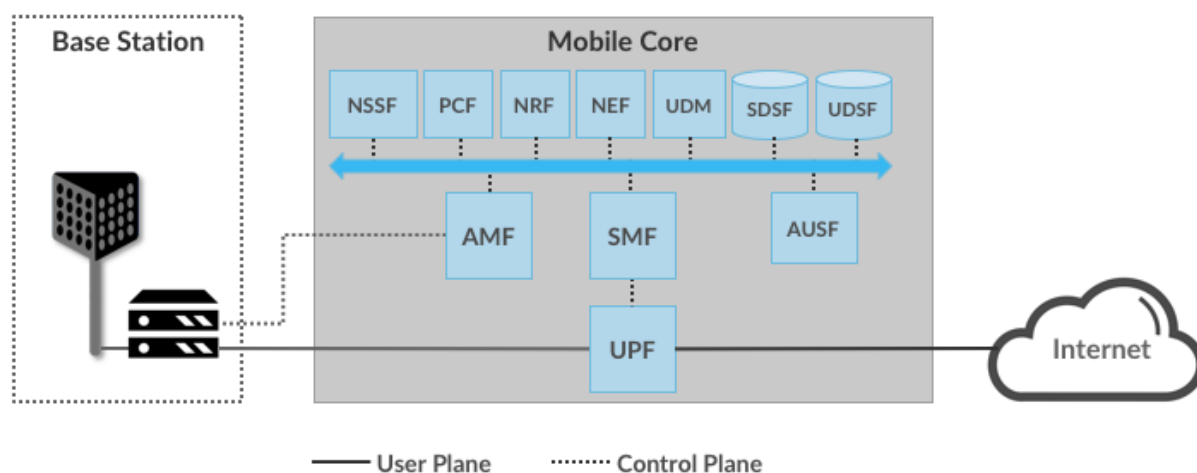 Base Station
Mobile Core
NSSF
PCF
NRF
NEF
UDM
SDSF
UDSF
AMF
SMF
AUSF
UPF
Internet
User Plane
Control Plane